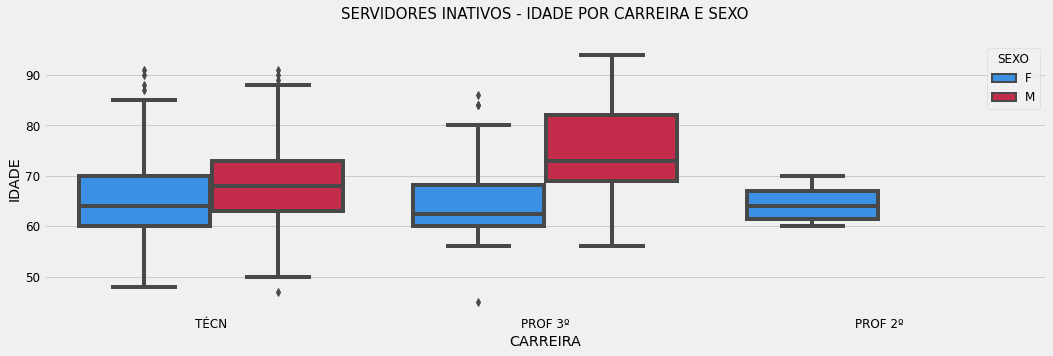 SERVIDORES INATIVOS - IDADE POR CARREIRA E SEXO
SEXO
F
M
90
80
70
60
50
IDADE
TÉCN
PROF 3º
PROF 2º
CARREIRA